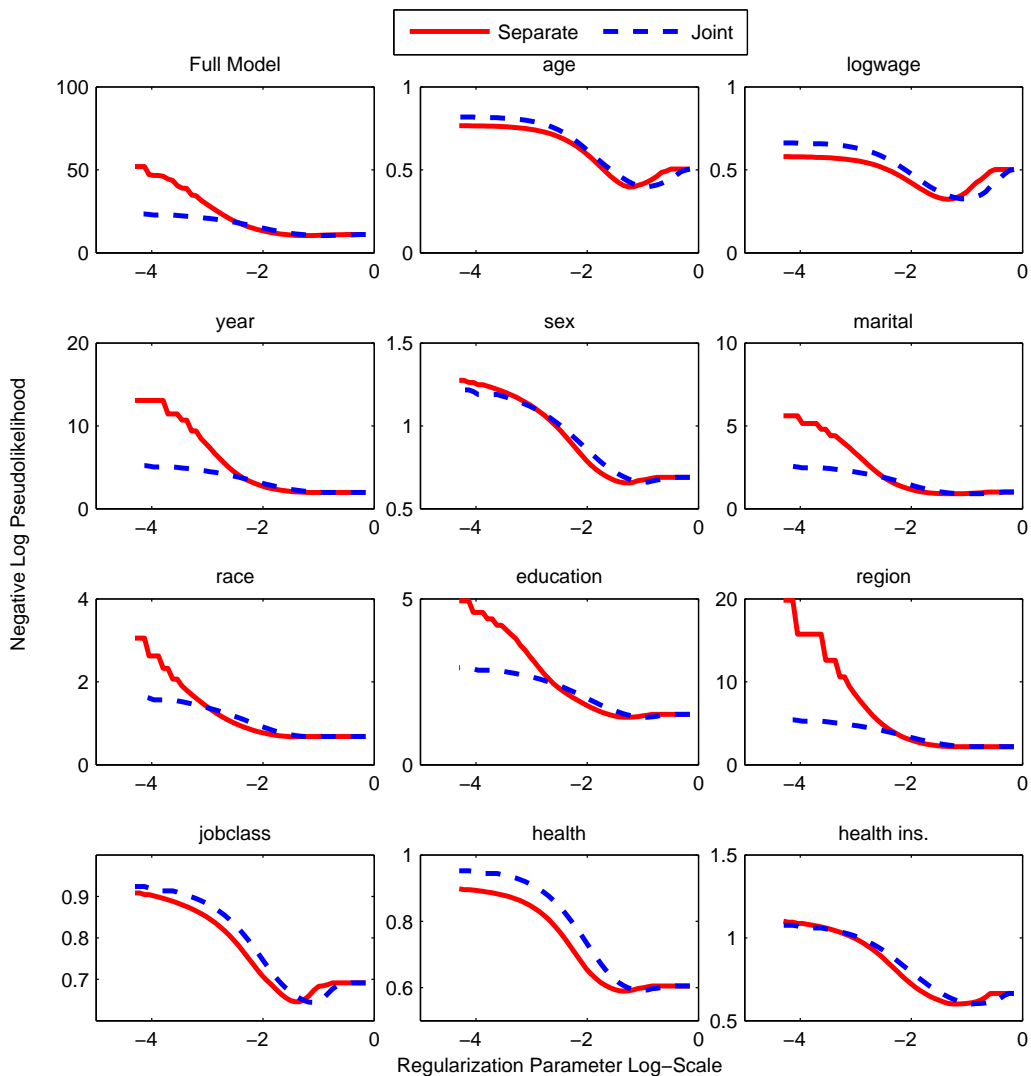 Separate Joint
Full Model age logwage
100 1 1
50 0.5 0.5
0 0 0
−4 −2 0 −4 −2 0 −4 −2 0
year sex marital
20 1.5 10
10 1 5
0 0.5 0
−4 −2 0 −4 −2 0 −4 −2 0
Negative Log Pseudolikelihood
race education region
4 5 20
2 10
0 0 0
−4 −2 0 −4 −2 0 −4 −2 0
jobclass health health ins.
1 1.5
0.9
0.8 0.8 1
0.7
0.6 0.5
−4 −2 0 −4 −2 0 −4 −2 0
Regularization Parameter Log−Scale